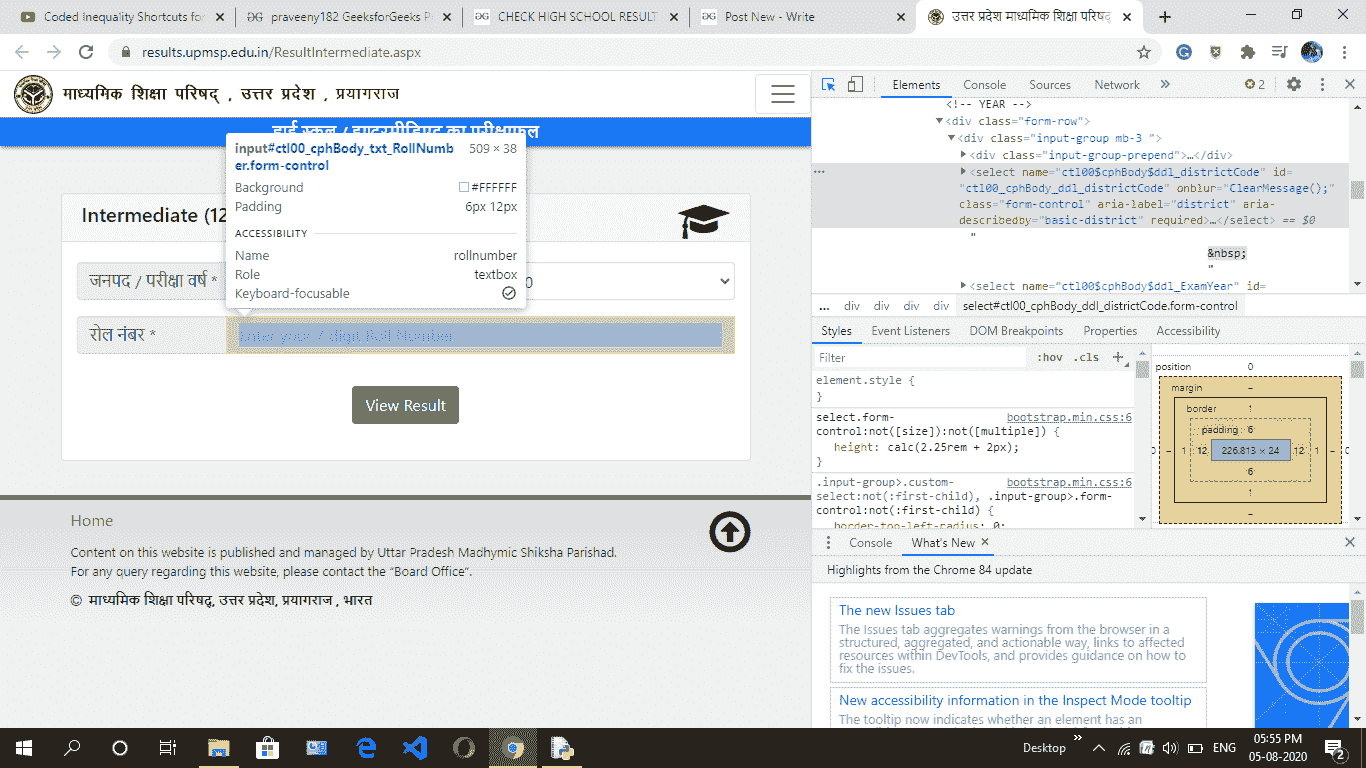 Coded Inequality Shortcuts for
praveeny182 GeeksforGeeks P
CHECK HIGH SCHOOL RESULT
Post New - Write
उत्तर प्रदेश माध्यमिक शिक्षा परिषद्
results.upmsp.edu.in/ResultIntermediate.aspx
माध्यमिक शिक्षा परिषद् , उत्तर प्रदेश , प्रयागराज
हाई स्कूल / इण्टरमीडिएट का परीक्षाफल
input#ctl00_cphBody_txt_RollNumb 509 × 38
er.form-control
Background #FFFFFF
Padding 6px 12px
ACCESSIBILITY
Name rollnumber
Role textbox
Keyboard-focusable
Intermediate (12
जनपद / परीक्षा वर्ष * 0
रोल नंबर * Enter your 7 digit Roll Number
View Result
Home
Content on this website is published and managed by Uttar Pradesh Madhymic Shiksha Parishad.
For any query regarding this website, please contact the “Board Office”.
© माध्यमिक शिक्षा परिषद्, उत्तर प्रदेश, प्रयागराज , भारत
Elements Console Sources Network » 2
<!-- YEAR -->
<div class="form-row">
<div class="input-group mb-3 ">
<div class="input-group-prepend">…</div>
... <select name="ctl00$cphBody$ddl_districtCode" id=
"ctl00_cphBody_ddl_districtCode" onblur="ClearMessage();"
class="form-control" aria-label="district" aria-
describedby="basic-district" required>…</select> == $0
"
&nbsp;
"
<select name="ctl00$cphBody$ddl_ExamYear" id=
... div div div div select#ctl00_cphBody_ddl_districtCode.form-control
Styles Event Listeners DOM Breakpoints Properties Accessibility
Filter :hov .cls +
element.style {
}
select.form- bootstrap.min.css:6
control:not([size]):not([multiple]) {
height: calc(2.25rem + 2px);
}
.input-group>.custom- bootstrap.min.css:6
select:not(:first-child), .input-group>.form-
control:not(:first-child) {
border-top-left-radius: 0;
position 0
margin –
border 1
padding 6
0 – 1 12 226.813 × 24 12 1 – 0
6
1
–
Console What's New
Highlights from the Chrome 84 update
The new Issues tab
The Issues tab aggregates warnings from the browser in a
structured, aggregated, and actionable way, links to affected
resources within DevTools, and provides guidance on how to
fix the issues.
New accessibility information in the Inspect Mode tooltip
The tooltip now indicates whether an element has an
Desktop » ENG 05:55 PM
05-08-2020
2